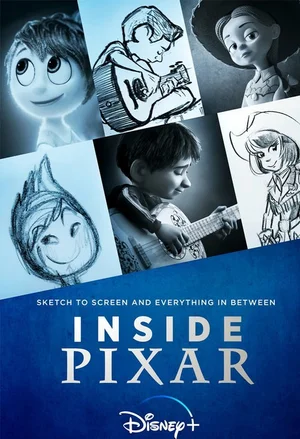 SKETCH TO SCREEN AND EVERYTHING IN BETWEEN
INSIDE
PIXAR
Disney+